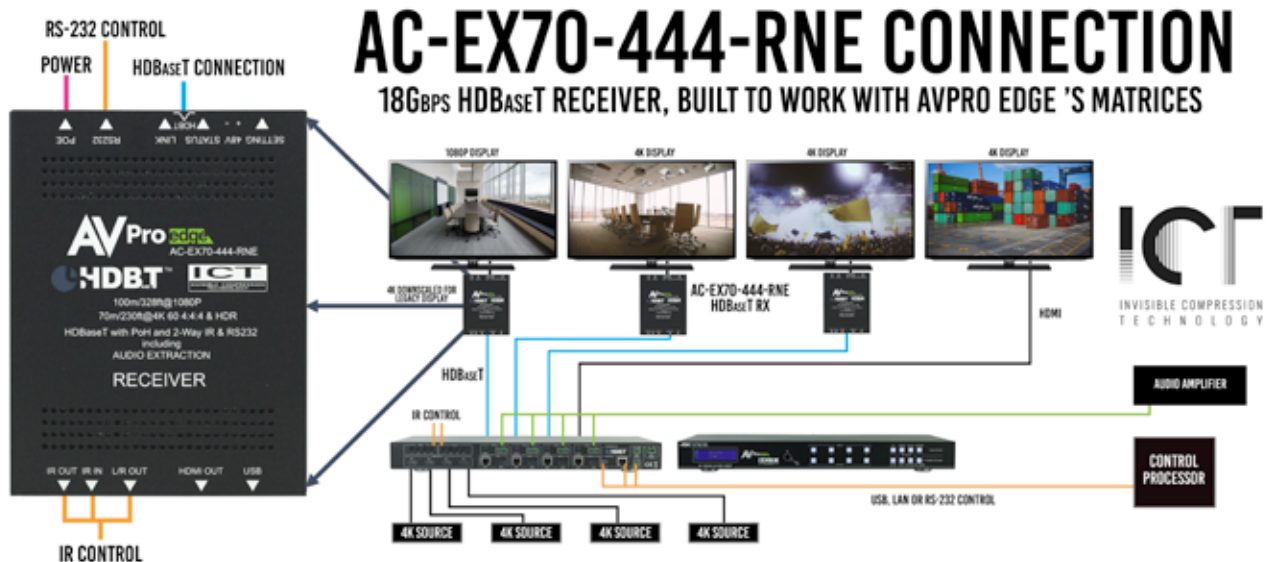 AC-EX70-444-RNE CONNECTION
18GBPS HDBASET RECEIVER, BUILT TO WORK WITH AVPRO EDGE 'S MATRICES
RS-232 CONTROL
POWER
HDBASET CONNECTION
POE
RS232
LINK
HDBT
STATUS
48V
- +
SETTING
AVPro edge
AC-EX70-444-RNE
HDBT™
ICT
100m/328ft@1080P
70m/230ft@4K 60 4:4:4 & HDR
HDBaseT with PoH and 2-Way IR & RS232
including
AUDIO EXTRACTION
RECEIVER
IR OUT
IR IN
L/R OUT
HDMI OUT
USB
IR CONTROL
1080P DISPLAY
4K DISPLAY
4K DISPLAY
4K DISPLAY
4K DOWNSCALED FOR
LEGACY DISPLAY
AC-EX70-444-RNE
HDBASET RX
HDMI
HDBASET
IR CONTROL
ICT
INVISIBLE COMPRESSION
TECHNOLOGY
AUDIO AMPLIFIER
CONTROL
PROCESSOR
USB, LAN OR RS-232 CONTROL
4K SOURCE
4K SOURCE
4K SOURCE
4K SOURCE